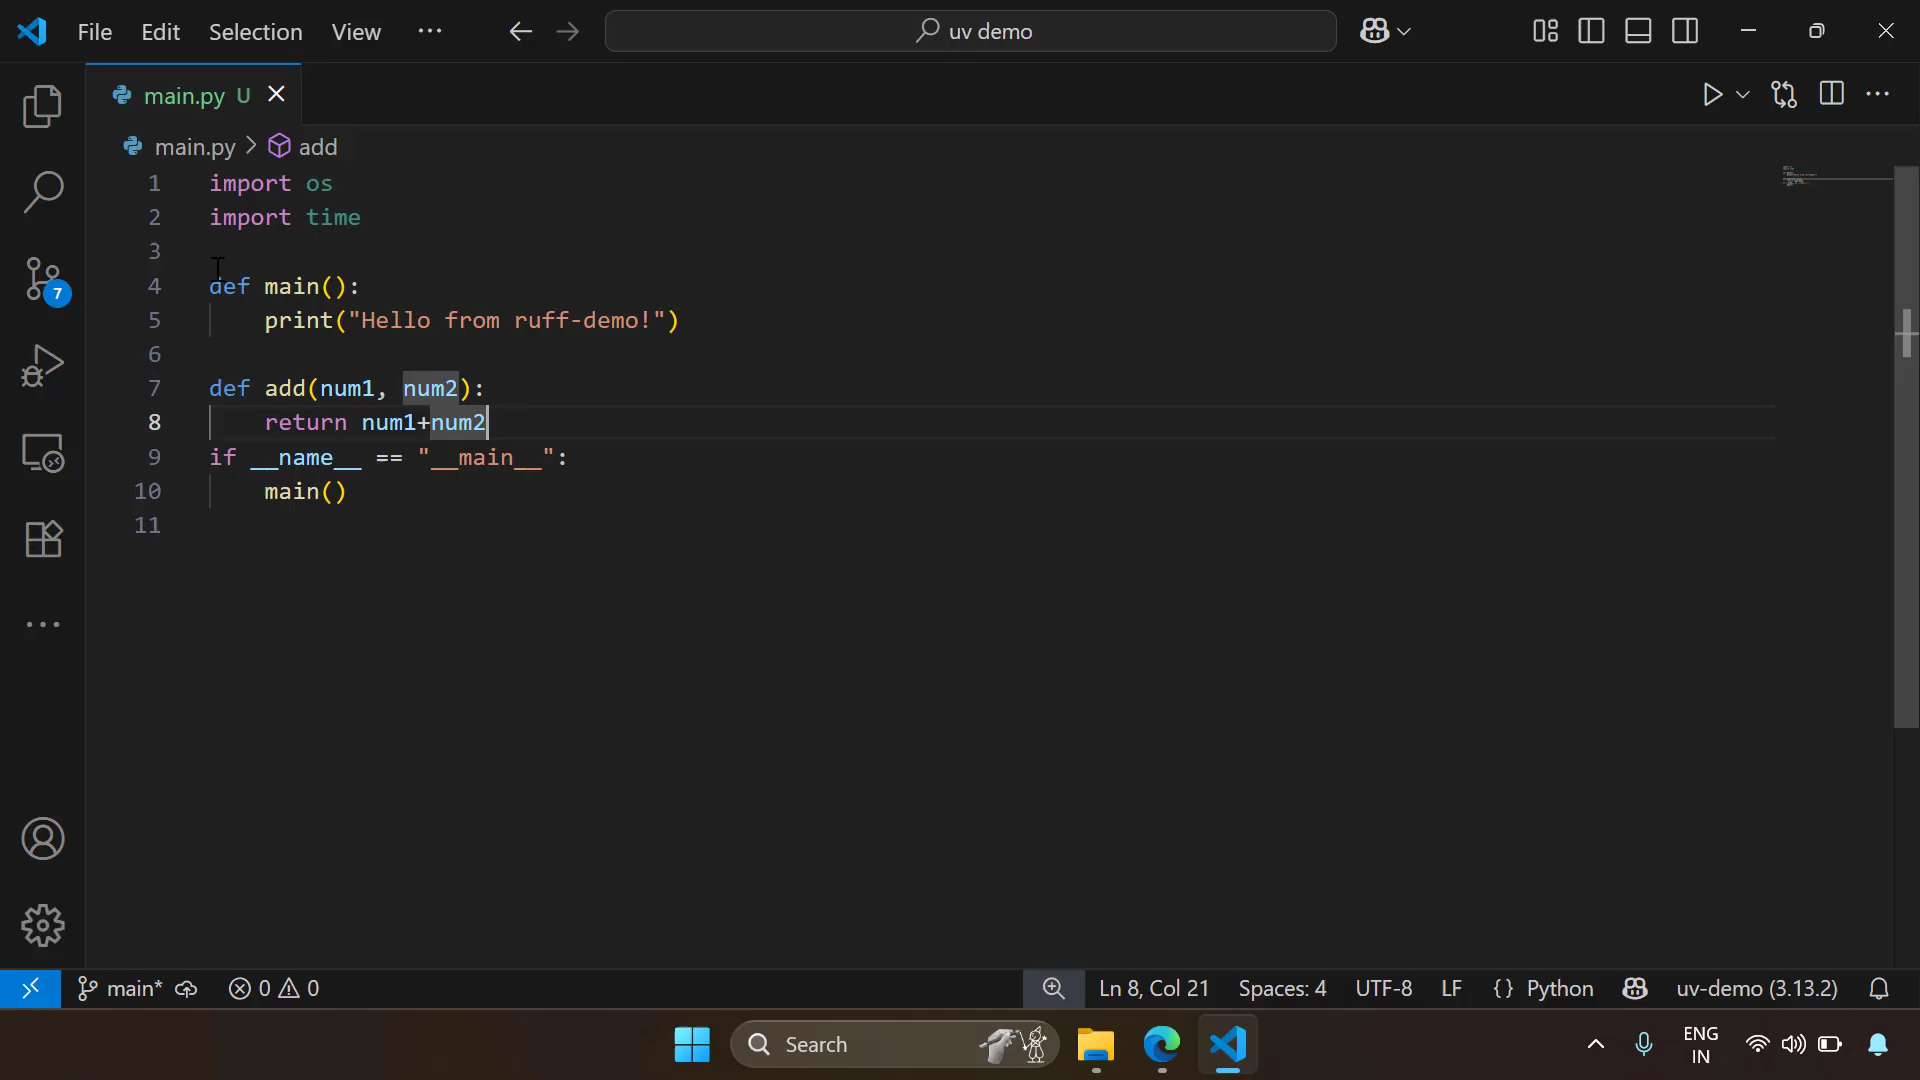 File Edit Selection View ··· uv demo
main.py U
main.py > add
1 import os
2 import time
3
4 def main():
5 print("Hello from ruff-demo!")
6
7 def add(num1, num2):
8 return num1+num2
9 if __name__ == "__main__":
10 main()
11
7
main* 0 0 Ln 8, Col 21 Spaces: 4 UTF-8 LF {} Python uv-demo (3.13.2)
Search
ENG
IN